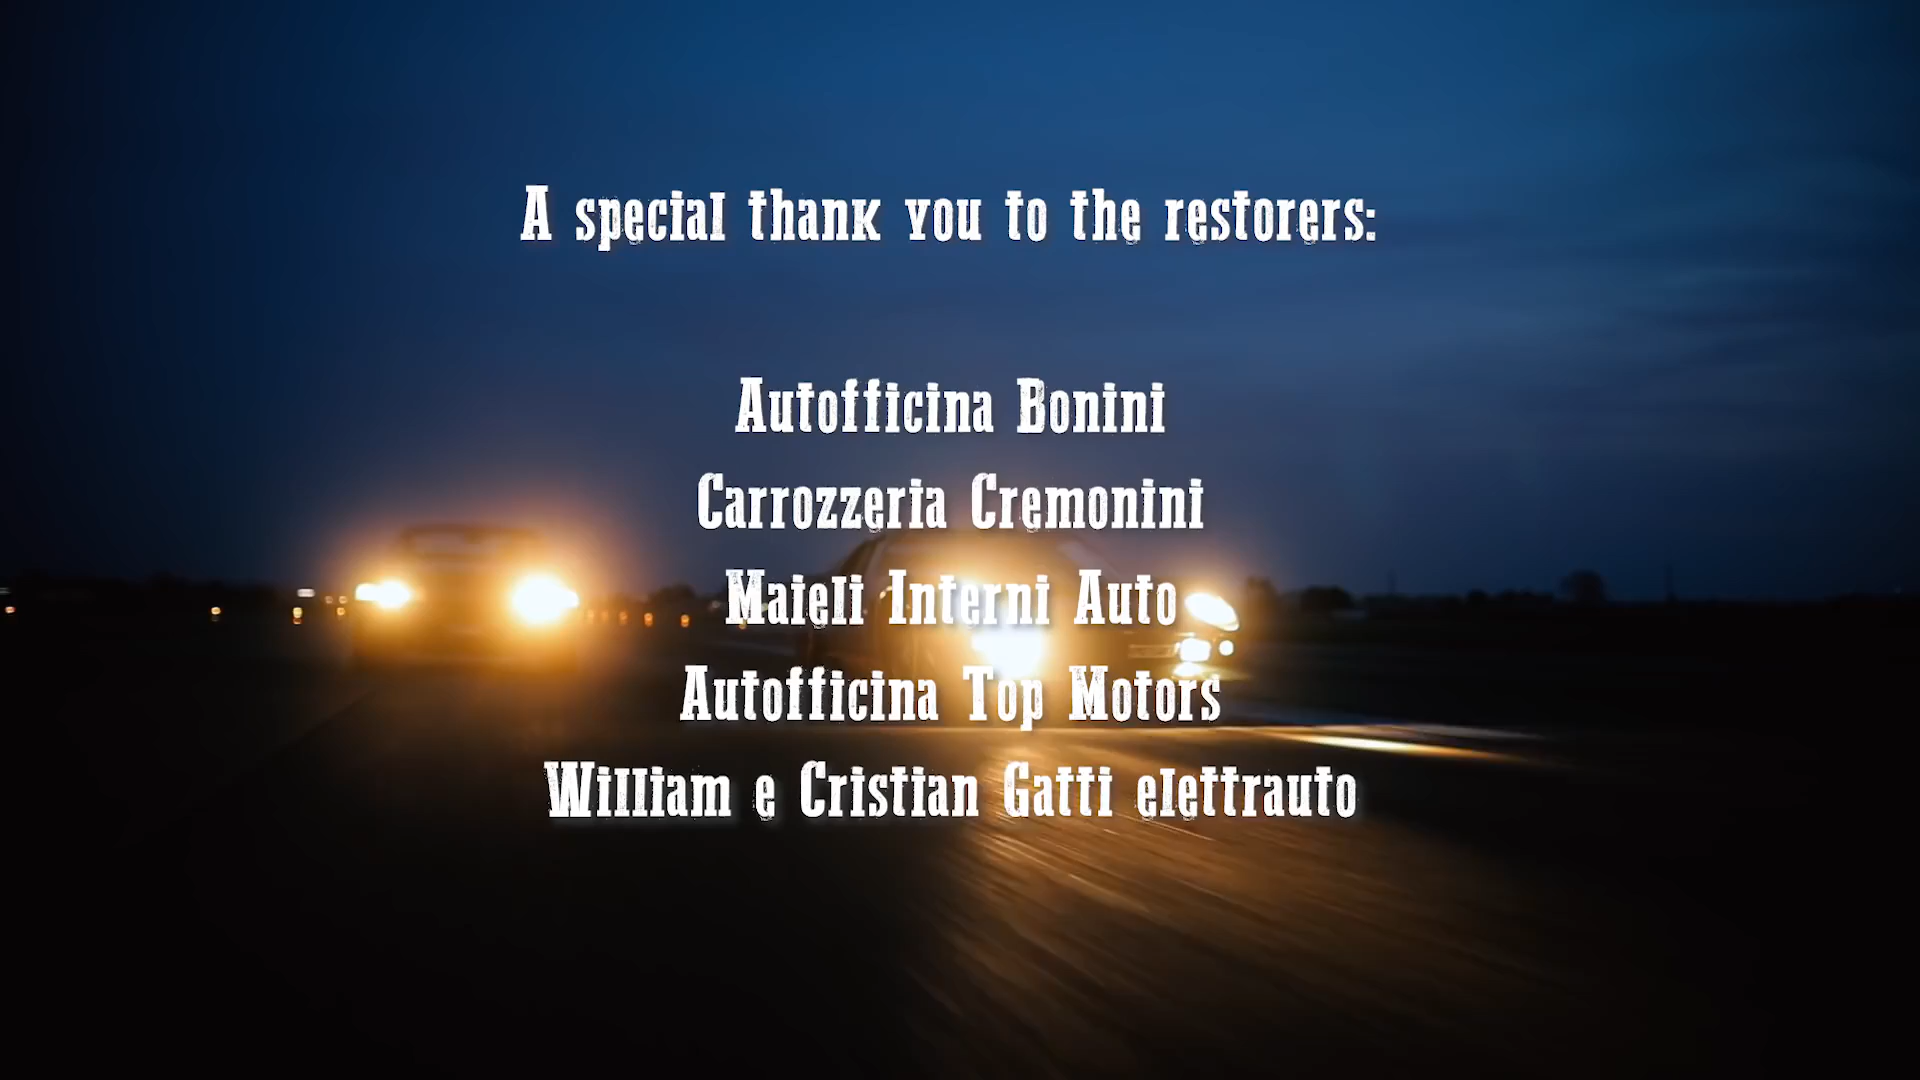 A special thank you to the restorers:
Autofficina Bonini
Carrozzeria Cremonini
Maieli Interni Auto
Autofficina Top Motors
William e Cristian Gatti elettrauto